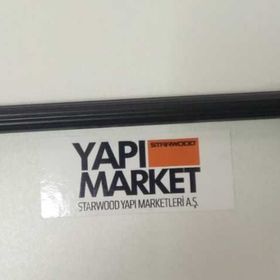 YAPI
STARWOOD
MARKET
STARWOOD YAPI MARKETLERİ A.Ş.